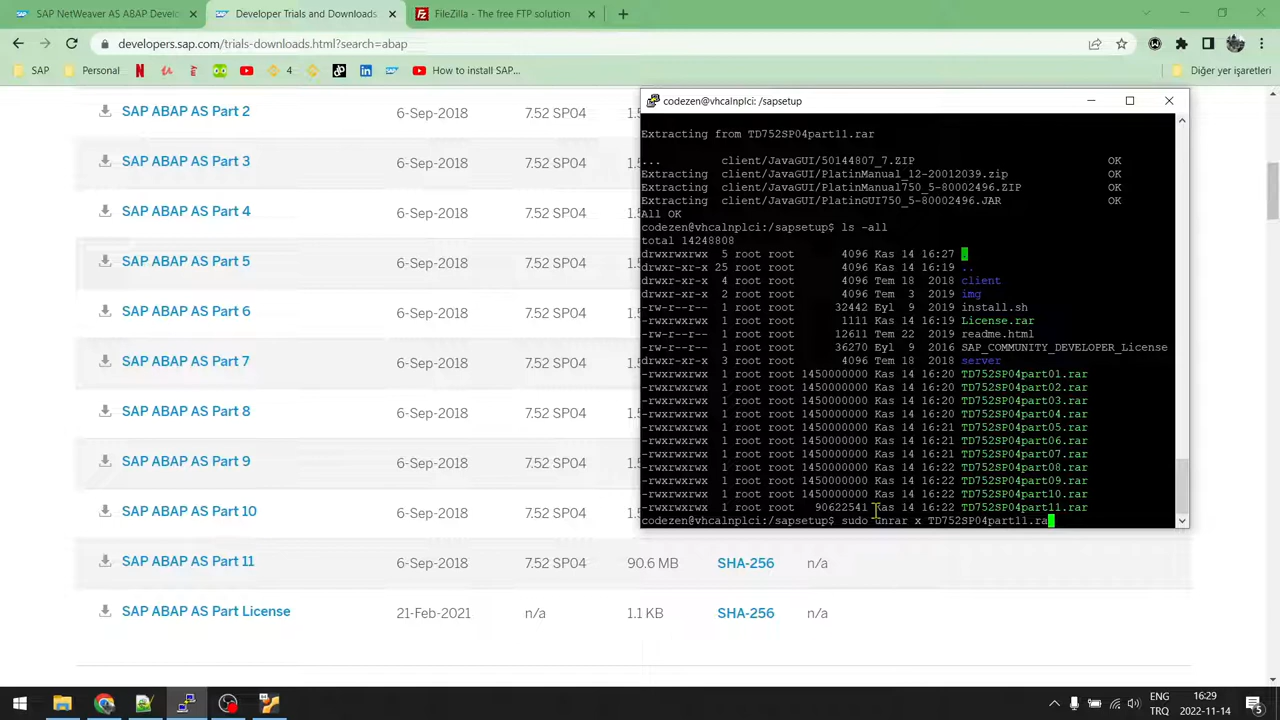 SAP NetWeaver AS ABAP Develop
Developer Trials and Downloads
FileZilla - The free FTP solution
developers.sap.com/trials-downloads.html?search=abap
SAP
Personal
4
How to install SAP...
Diğer yer işaretleri
SAP ABAP AS Part 2 6-Sep-2018 7.52 SP04
SAP ABAP AS Part 3 6-Sep-2018 7.52 SP04
SAP ABAP AS Part 4 6-Sep-2018 7.52 SP04
SAP ABAP AS Part 5 6-Sep-2018 7.52 SP04
SAP ABAP AS Part 6 6-Sep-2018 7.52 SP04
SAP ABAP AS Part 7 6-Sep-2018 7.52 SP04
SAP ABAP AS Part 8 6-Sep-2018 7.52 SP04
SAP ABAP AS Part 9 6-Sep-2018 7.52 SP04
SAP ABAP AS Part 10 6-Sep-2018 7.52 SP04
SAP ABAP AS Part 11 6-Sep-2018 7.52 SP04 90.6 MB SHA-256 n/a
SAP ABAP AS Part License 21-Feb-2021 n/a 1.1 KB SHA-256 n/a
codezen@vhcalnplci: /sapsetup
Extracting from TD752SP04part11.rar
... client/JavaGUI/50144807_7.ZIP OK
Extracting client/JavaGUI/PlatinManual_12-20012039.zip OK
Extracting client/JavaGUI/PlatinManual750_5-80002496.ZIP OK
Extracting client/JavaGUI/PlatinGUI750_5-80002496.JAR OK
All OK
codezen@vhcalnplci:/sapsetup$ ls -all
total 14248808
drwxrwxrwx 5 root root 4096 Kas 14 16:27 .
drwxr-xr-x 25 root root 4096 Kas 14 16:19 ..
drwxr-xr-x 4 root root 4096 Tem 18 2018 client
drwxr-xr-x 2 root root 4096 Tem 3 2019 img
-rw-r--r-- 1 root root 32442 Eyl 9 2016 install.sh
-rwxrwxrwx 1 root root 1111 Kas 14 16:19 License.rar
-rw-r--r-- 1 root root 12611 Tem 22 2019 readme.html
-rw-r--r-- 1 root root 36270 Eyl 9 2016 SAP_COMMUNITY_DEVELOPER_License
drwxr-xr-x 3 root root 4096 Tem 18 2018 server
-rwxrwxrwx 1 root root 1450000000 Kas 14 16:20 TD752SP04part01.rar
-rwxrwxrwx 1 root root 1450000000 Kas 14 16:20 TD752SP04part02.rar
-rwxrwxrwx 1 root root 1450000000 Kas 14 16:20 TD752SP04part03.rar
-rwxrwxrwx 1 root root 1450000000 Kas 14 16:20 TD752SP04part04.rar
-rwxrwxrwx 1 root root 1450000000 Kas 14 16:21 TD752SP04part05.rar
-rwxrwxrwx 1 root root 1450000000 Kas 14 16:21 TD752SP04part06.rar
-rwxrwxrwx 1 root root 1450000000 Kas 14 16:21 TD752SP04part07.rar
-rwxrwxrwx 1 root root 1450000000 Kas 14 16:22 TD752SP04part08.rar
-rwxrwxrwx 1 root root 1450000000 Kas 14 16:22 TD752SP04part09.rar
-rwxrwxrwx 1 root root 1450000000 Kas 14 16:22 TD752SP04part10.rar
-rwxrwxrwx 1 root root 90622541 Kas 14 16:22 TD752SP04part11.rar
codezen@vhcalnplci:/sapsetup$ sudo unrar x TD752SP04part11.ra
ENG
TRQ
16:29
2022-11-14
5